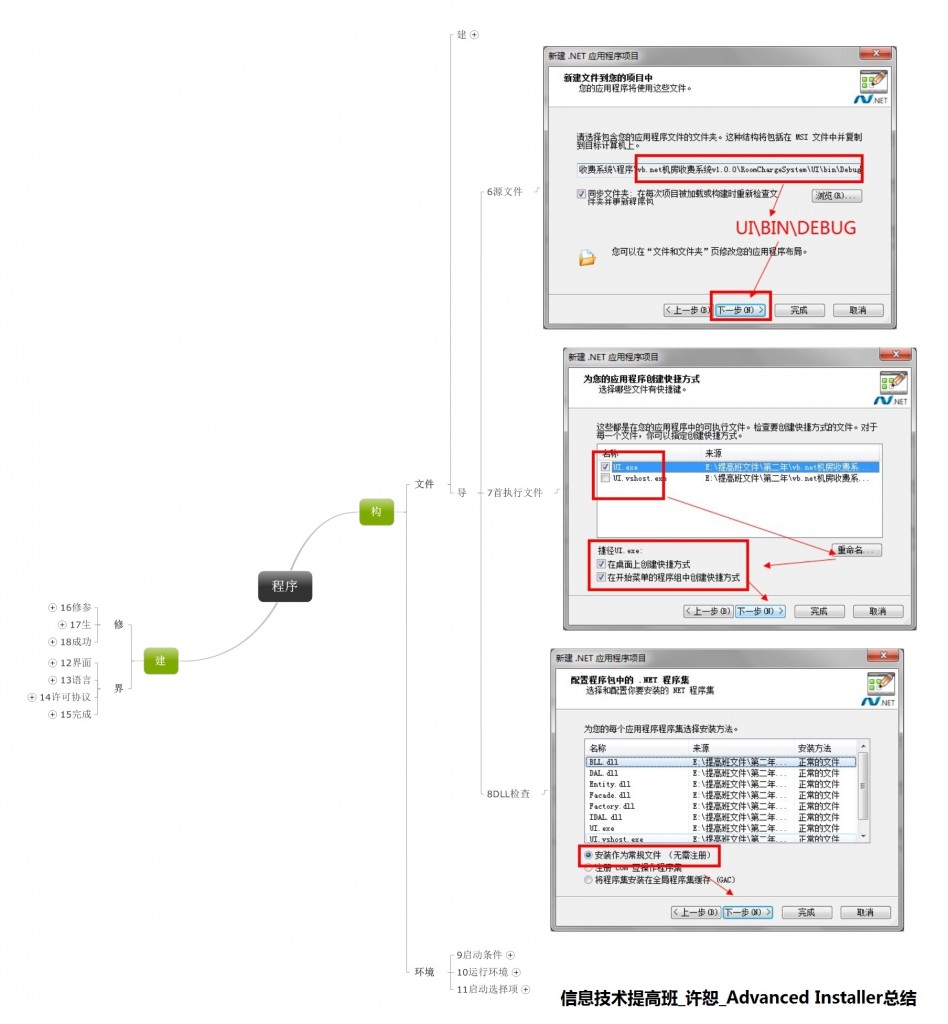 程序
构
文件
建
导
6源文件
新建 .NET 应用程序项目
新建文件到您的项目中
您的应用程序将使用这些文件。
.NET
请选择包含您的应用程序文件的文件夹。这种结构将包括在 MSI 文件中并复制
到目标计算机上。
收费系统\程序\vb.net机房收费系统v1.0.0\RoomChargeSystem\UI\bin\Debug
同步文件夹: 在每次项目被加载或构建时重新检查文
件夹并更新程序包
浏览(R)...
UI\BIN\DEBUG
您可以在“文件和文件夹”页修改您的应用程序布局。
< 上一步(B)
下一步(N) >
完成
取消
7首执行文件
新建 .NET 应用程序项目
为您的应用程序创建快捷方式
选择哪些文件有快捷键。
.NET
这些都是在您的应用程序中的可执行文件。检查要创建快捷方式的文件。对于
每一个文件，你可以指定创建快捷方式。
名称 来源
UI.exe E:\提高班文件\第二年\vb.net机房收费系...
UI.vshost.exe E:\提高班文件\第二年\vb.net机房收费系...
重命名...
捷径UI.exe:
在桌面上创建快捷方式
在开始菜单的程序组中创建快捷方式
< 上一步(B)
下一步(N) >
完成
取消
8DLL检查
新建 .NET 应用程序项目
配置程序包中的 .NET 程序集
选择和配置你要安装的 NET 程序集
.NET
为您的每个应用程序程序集选择安装方法。
名称 来源 安装方法
BLL.dll E:\提高班文件\第二年... 正常的文件
DAL.dll E:\提高班文件\第二年... 正常的文件
Entity.dll E:\提高班文件\第二年... 正常的文件
Facade.dll E:\提高班文件\第二年... 正常的文件
Factory.dll E:\提高班文件\第二年... 正常的文件
IDAL.dll E:\提高班文件\第二年... 正常的文件
UI.exe E:\提高班文件\第二年... 正常的文件
UI.vshost.exe E:\提高班文件\第二年... 正常的文件
安装作为常规文件 （无需注册）
注册 COM 互操作程序集
将程序集安装在全局程序集缓存 (GAC)
< 上一步(B)
下一步(N) >
完成
取消
环境
9启动条件
10运行环境
11启动选择项
建
修
16修参
17生
18成功
界
12界面
13语言
14许可协议
15完成
信息技术提高班_许恕_Advanced Installer总结